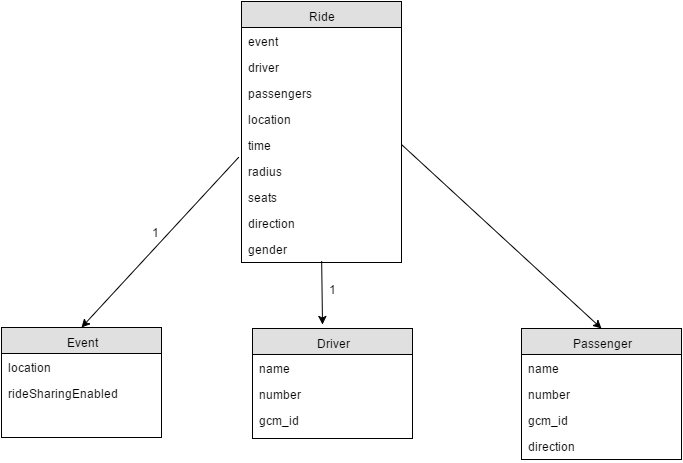 Ride
event
driver
passengers
location
time
radius
seats
direction
gender
1
1
Event
location
rideSharingEnabled
Driver
name
number
gcm_id
Passenger
name
number
gcm_id
direction